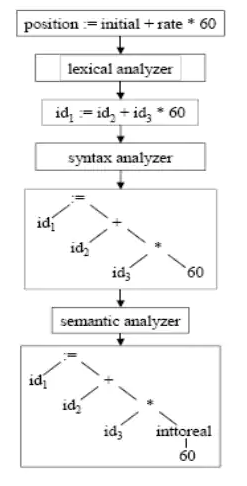 position := initial + rate * 60
lexical analyzer
id₁ := id₂ + id₃ * 60
syntax analyzer
:=
id₁ +
id₂ *
id₃ 60
semantic analyzer
:=
id₁ +
id₂ *
id₃ inttoreal
60